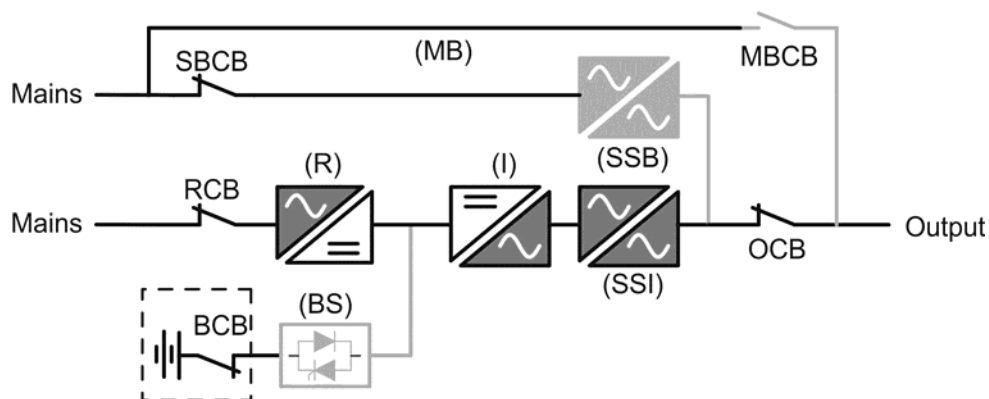 (MB)
MBCB
SBCB
Mains
(SSB)
(R)
(I)
RCB
Mains
Output
OCB
(SSI)
(BS)
BCB